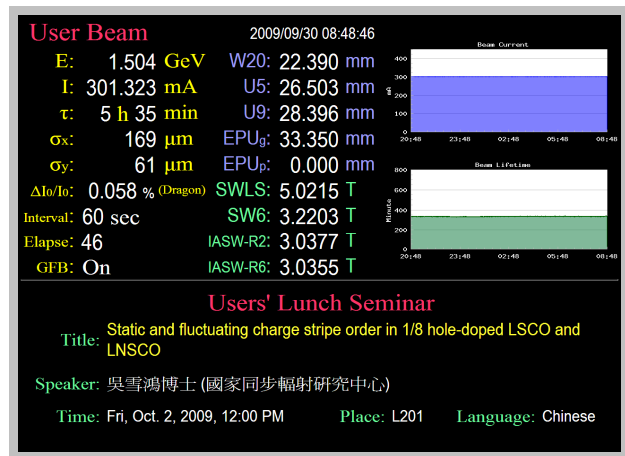 User Beam 2009/09/30 08:48:46
E: 1.504 GeV W20: 22.390 mm
I: 301.323 mA U5: 26.503 mm
τ: 5 h 35 min U9: 28.396 mm
σx: 169 μm EPUg: 33.350 mm
σy: 61 μm EPUp: 0.000 mm
ΔI0/I0: 0.058 % (Dragon) SWLS: 5.0215 T
Interval: 60 sec SW6: 3.2203 T
Elapse: 46 IASW-R2: 3.0377 T
GFB: On IASW-R6: 3.0355 T
Beam Current
400
300
mA
200
100
0
20:48 23:48 02:48 05:48 08:48
Beam Lifetime
800
600
Minute
400
200
0
20:48 23:48 02:48 05:48 08:48
Users' Lunch Seminar
Title: Static and fluctuating charge stripe order in 1/8 hole-doped LSCO and
LNSCO
Speaker: 吳雪鴻博士 (國家同步輻射研究中心)
Time: Fri, Oct. 2, 2009, 12:00 PM Place: L201 Language: Chinese